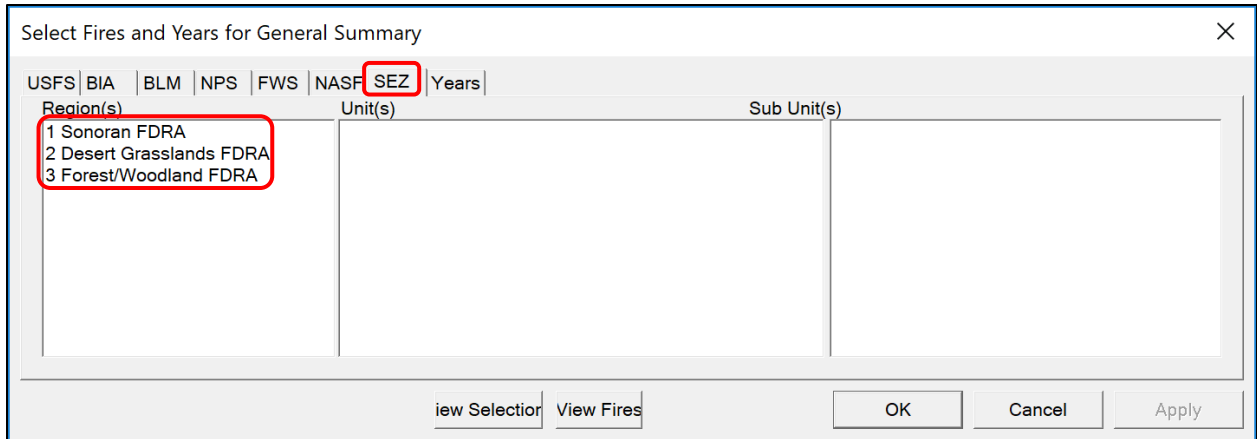 Select Fires and Years for General Summary
USFS BIA BLM NPS FWS NASF SEZ Years
Region(s) Unit(s) Sub Unit(s)
1 Sonoran FDRA
2 Desert Grasslands FDRA
3 Forest/Woodland FDRA
iew Selection View Fires OK Cancel Apply